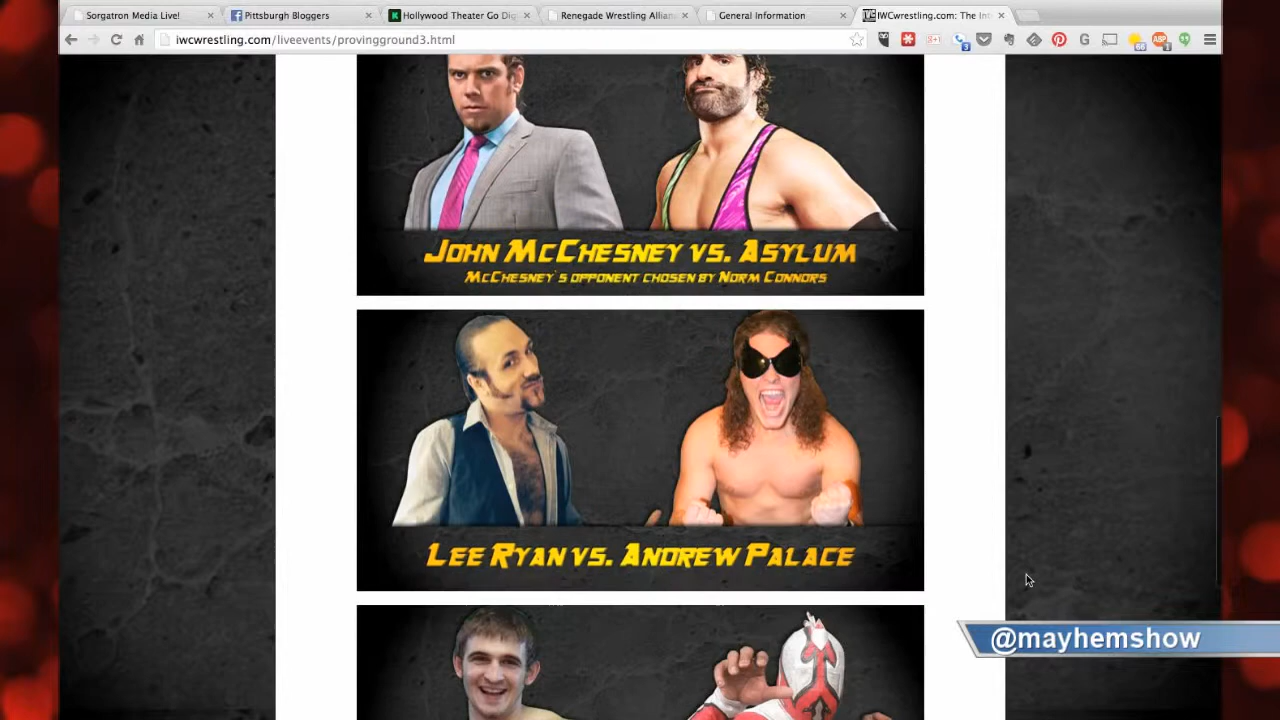 Sorgatron Media Live!
Pittsburgh Bloggers
Hollywood Theater Go Dig
Renegade Wrestling Allian
General Information
IWCwrestling.com: The Int
iwcwrestling.com/liveevents/provingground3.html
John McChesney vs. Asylum
McChesney's opponent chosen by Norm Connors
Lee Ryan vs. Andrew Palace
@mayhemshow